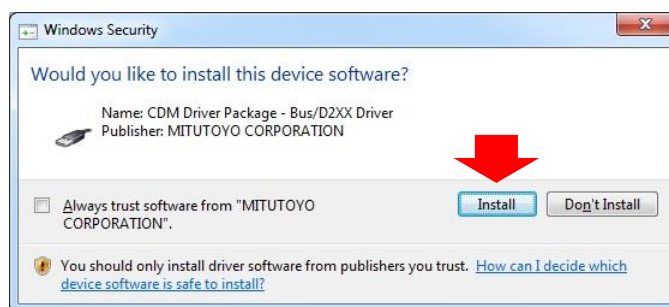 Windows Security
Would you like to install this device software?
Name: CDM Driver Package - Bus/D2XX Driver
Publisher: MITUTOYO CORPORATION
Always trust software from "MITUTOYO
CORPORATION".
Install
Don't Install
You should only install driver software from publishers you trust. How can I decide which
device software is safe to install?